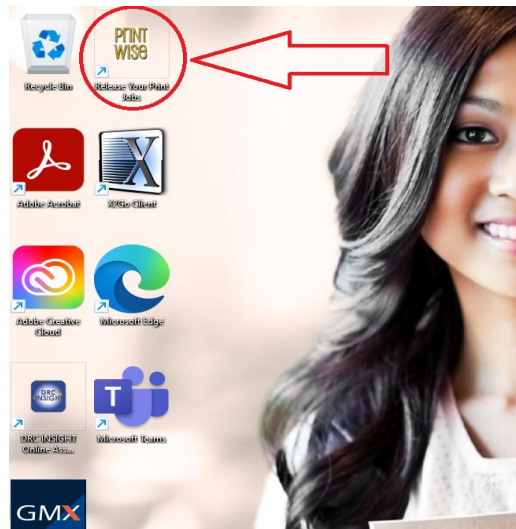 PRINT
WISE
Recycle Bin
Release Your Print
Jobs
Adobe Acrobat
X2Go Client
Adobe Creative
Cloud
Microsoft Edge
DRC
INSIGHT
DRC INSIGHT
Online Ass...
T
Microsoft Teams
GMX